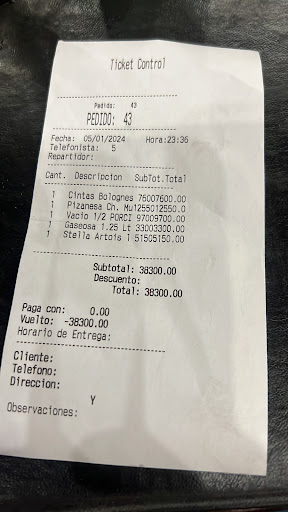 Ticket Control
Pedido: 43
PEDIDO: 43
Fecha: 05/01/2024 Hora:23:36
Telefonista: 5
Repartidor:
Cant. Descripcion SubTot.Total
1 Cintas Bolognes 76007600.00
1 Pizanesa Ch. Mu1255012550.0
1 Vacio 1/2 PORCI 97009700.00
1 Gaseosa 1.25 Lt 33003300.00
1 Stella Artois 1 51505150.00
Subtotal: 38300.00
Descuento:
Total: 38300.00
Paga con: 0.00
Vuelto: -38300.00
Horario de Entrega:
Cliente:
Telefono:
Direccion:
Y
Observaciones: